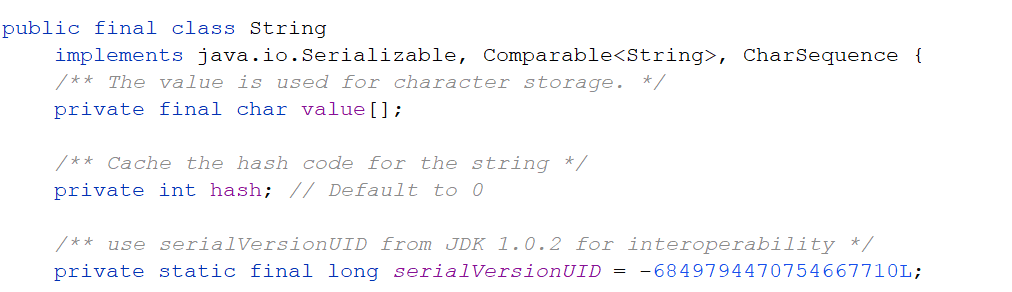 public final class String
implements java.io.Serializable, Comparable<String>, CharSequence {
/** The value is used for character storage. */
private final char value[];
/** Cache the hash code for the string */
private int hash; // Default to 0
/** use serialVersionUID from JDK 1.0.2 for interoperability */
private static final long serialVersionUID = -6849794470754667710L;